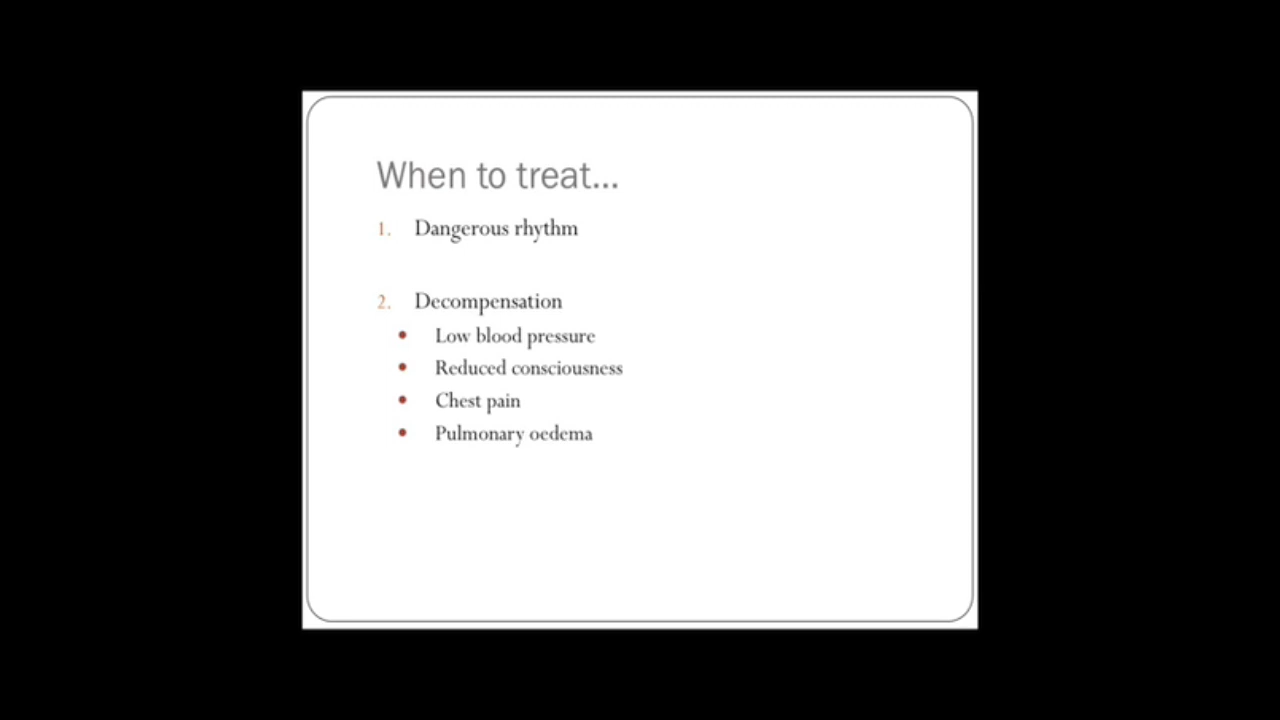 When to treat...
1. Dangerous rhythm
2. Decompensation
• Low blood pressure
• Reduced consciousness
• Chest pain
• Pulmonary oedema